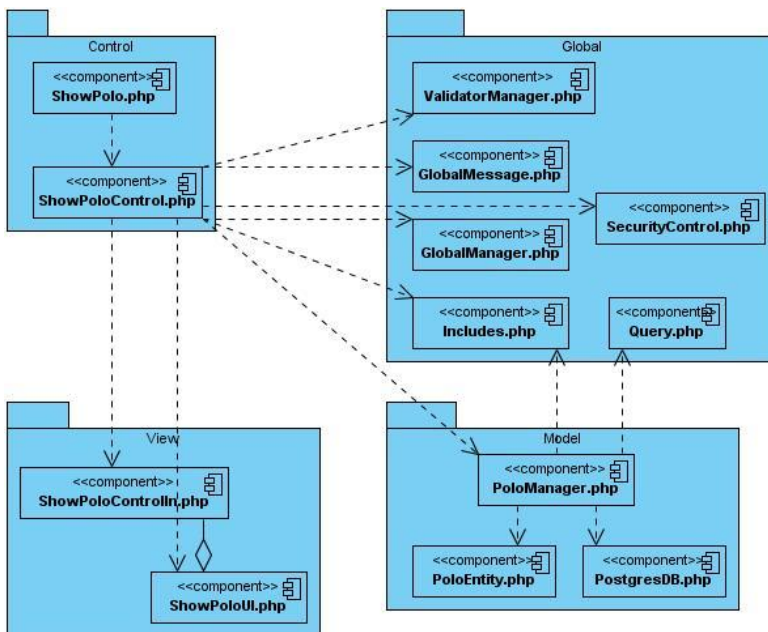 Control
<<component>>
ShowPolo.php
<<component>>
ShowPoloControl.php
Global
<<component>>
ValidatorManager.php
<<component>>
GlobalMessage.php
<<component>>
SecurityControl.php
<<component>>
GlobalManager.php
<<component>>
Includes.php
<<component>>
Query.php
View
<<component>>
ShowPoloControlIn.php
<<component>>
ShowPoloUI.php
Model
<<component>>
PoloManager.php
<<component>>
PoloEntity.php
<<component>>
PostgresDB.php